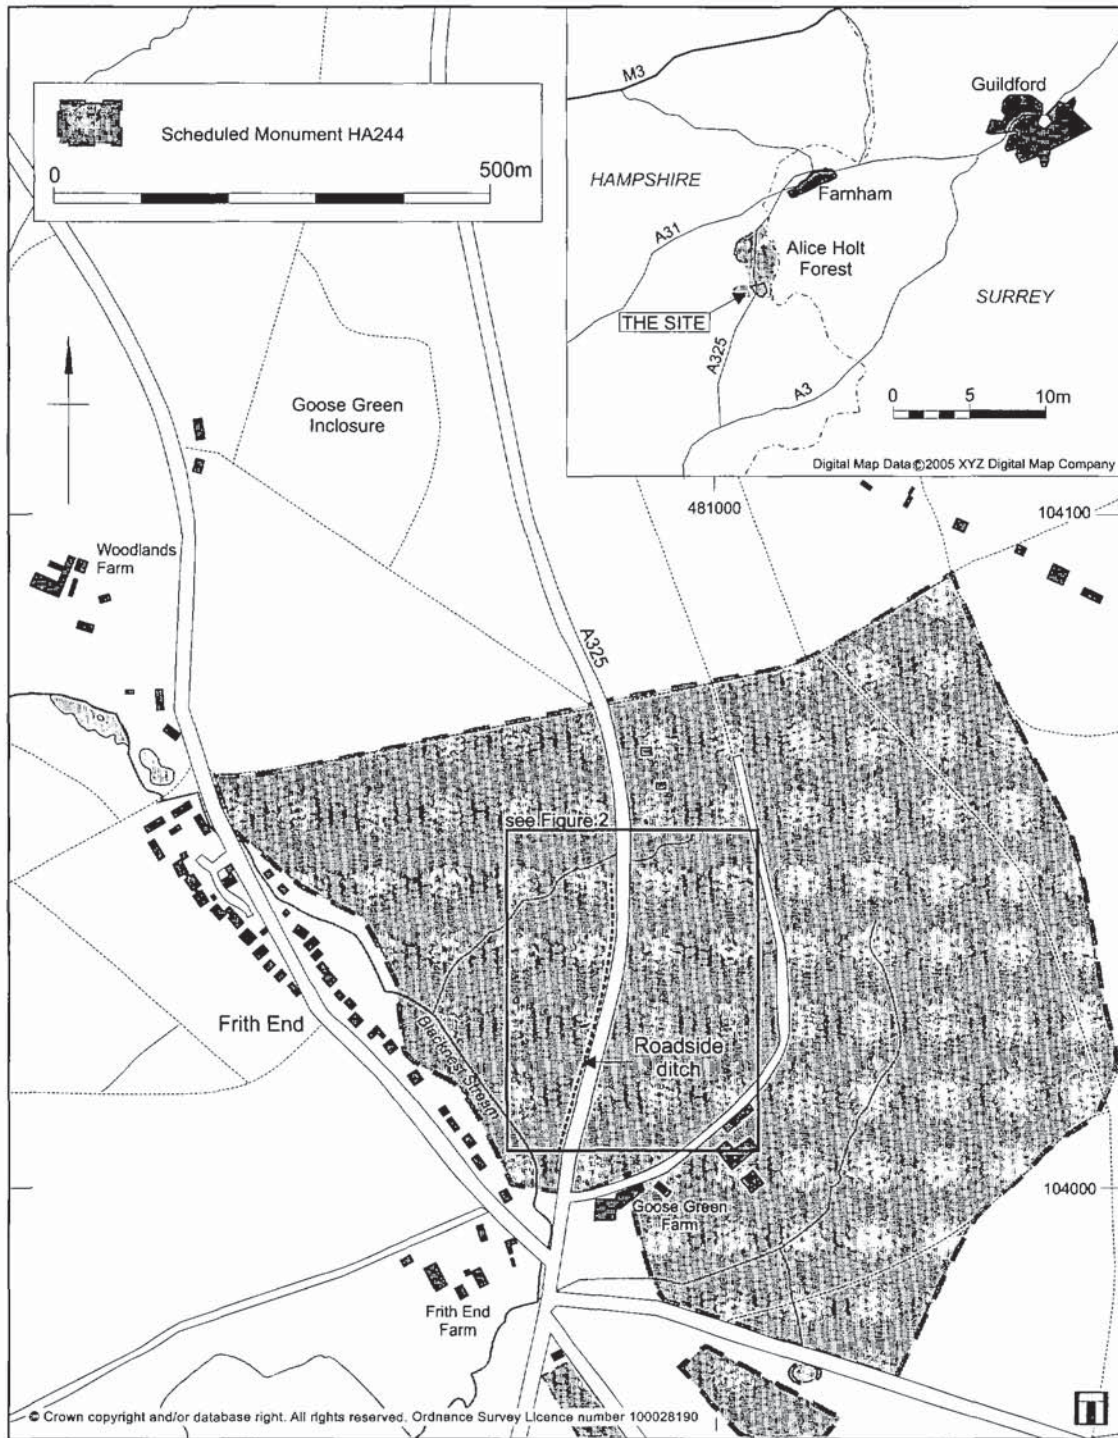 Scheduled Monument HA244
0
500m
M3
Guildford
HAMPSHIRE
Farnham
A31
Alice Holt
Forest
SURREY
THE SITE
A325
A3
0
5
10m
Digital Map Data ©2005 XYZ Digital Map Company
Goose Green
Inclosure
481000
104100
Woodlands
Farm
A325
see Figure 2
Frith End
Roadside
ditch
104000
Goose Green
Farm
Frith End
Farm
© Crown copyright and/or database right. All rights reserved. Ordnance Survey Licence number 100028190